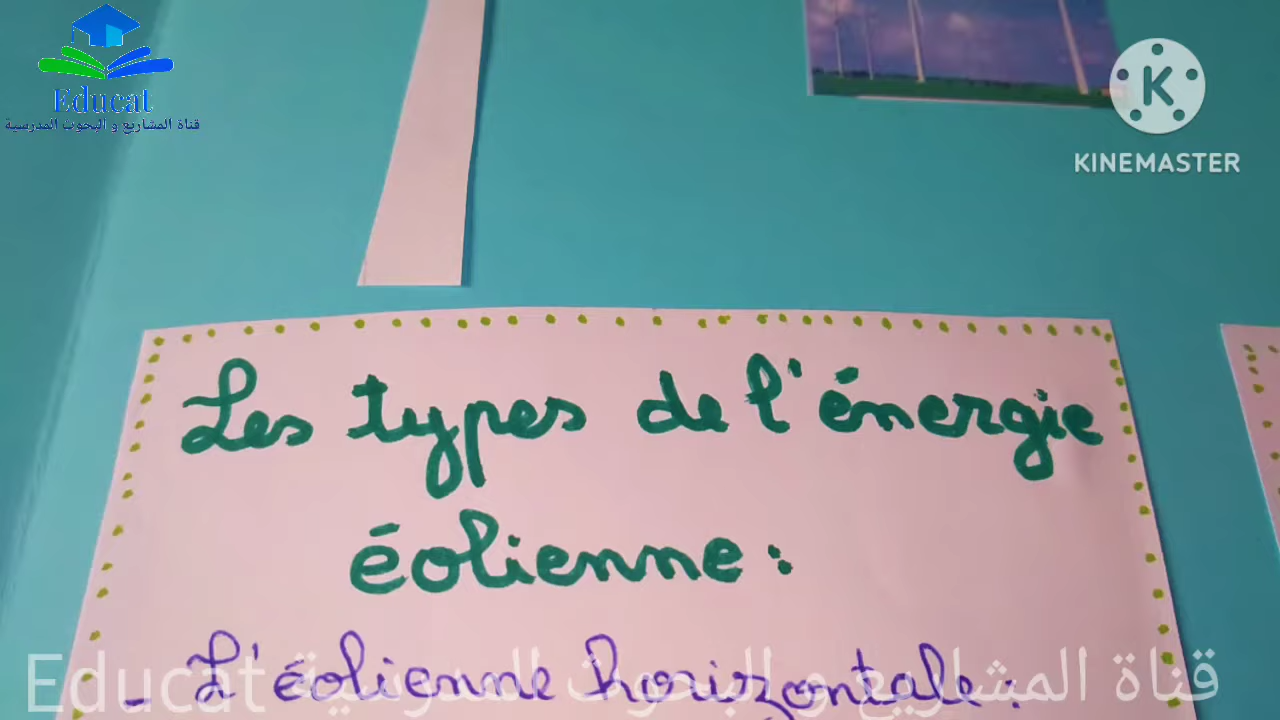 Educat
قناة المشاريع و البحوث المدرسية
KINEMASTER
Les types de l'énergie
éolienne :
- L'éolienne horizontale :
Educat قناة المشاريع و البحوث المدرسية